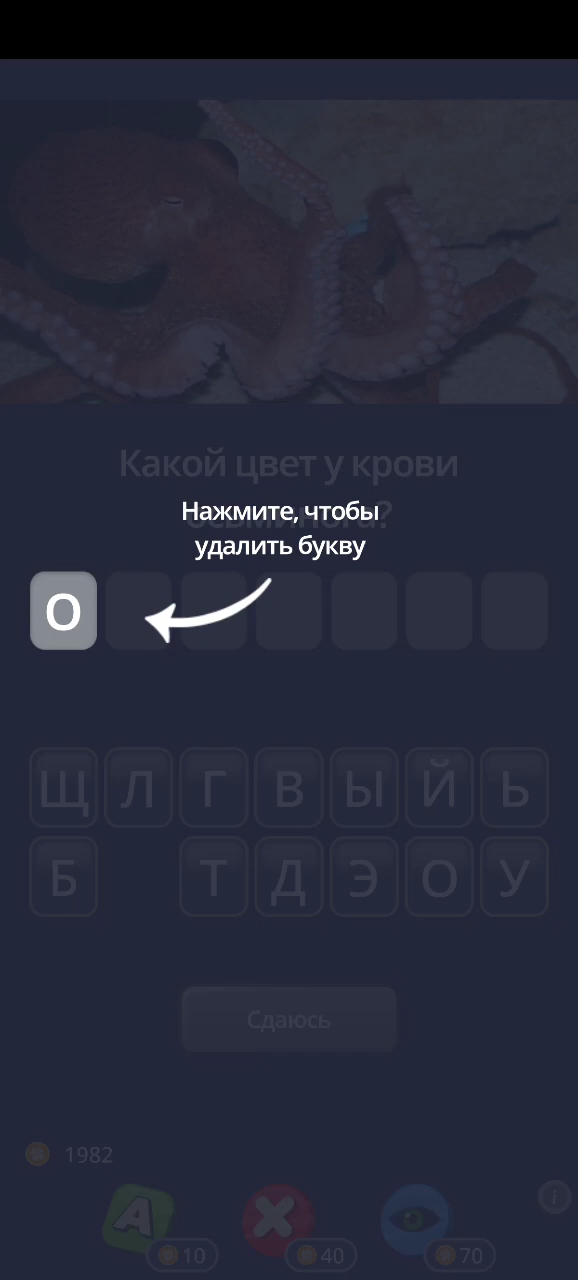 Какой цвет у крови
осьминога?
Нажмите, чтобы
удалить букву
О
Щ Л Г В Ы Й Ь
Б Т Д Э О У
Сдаюсь
1982
A i
10 40 70